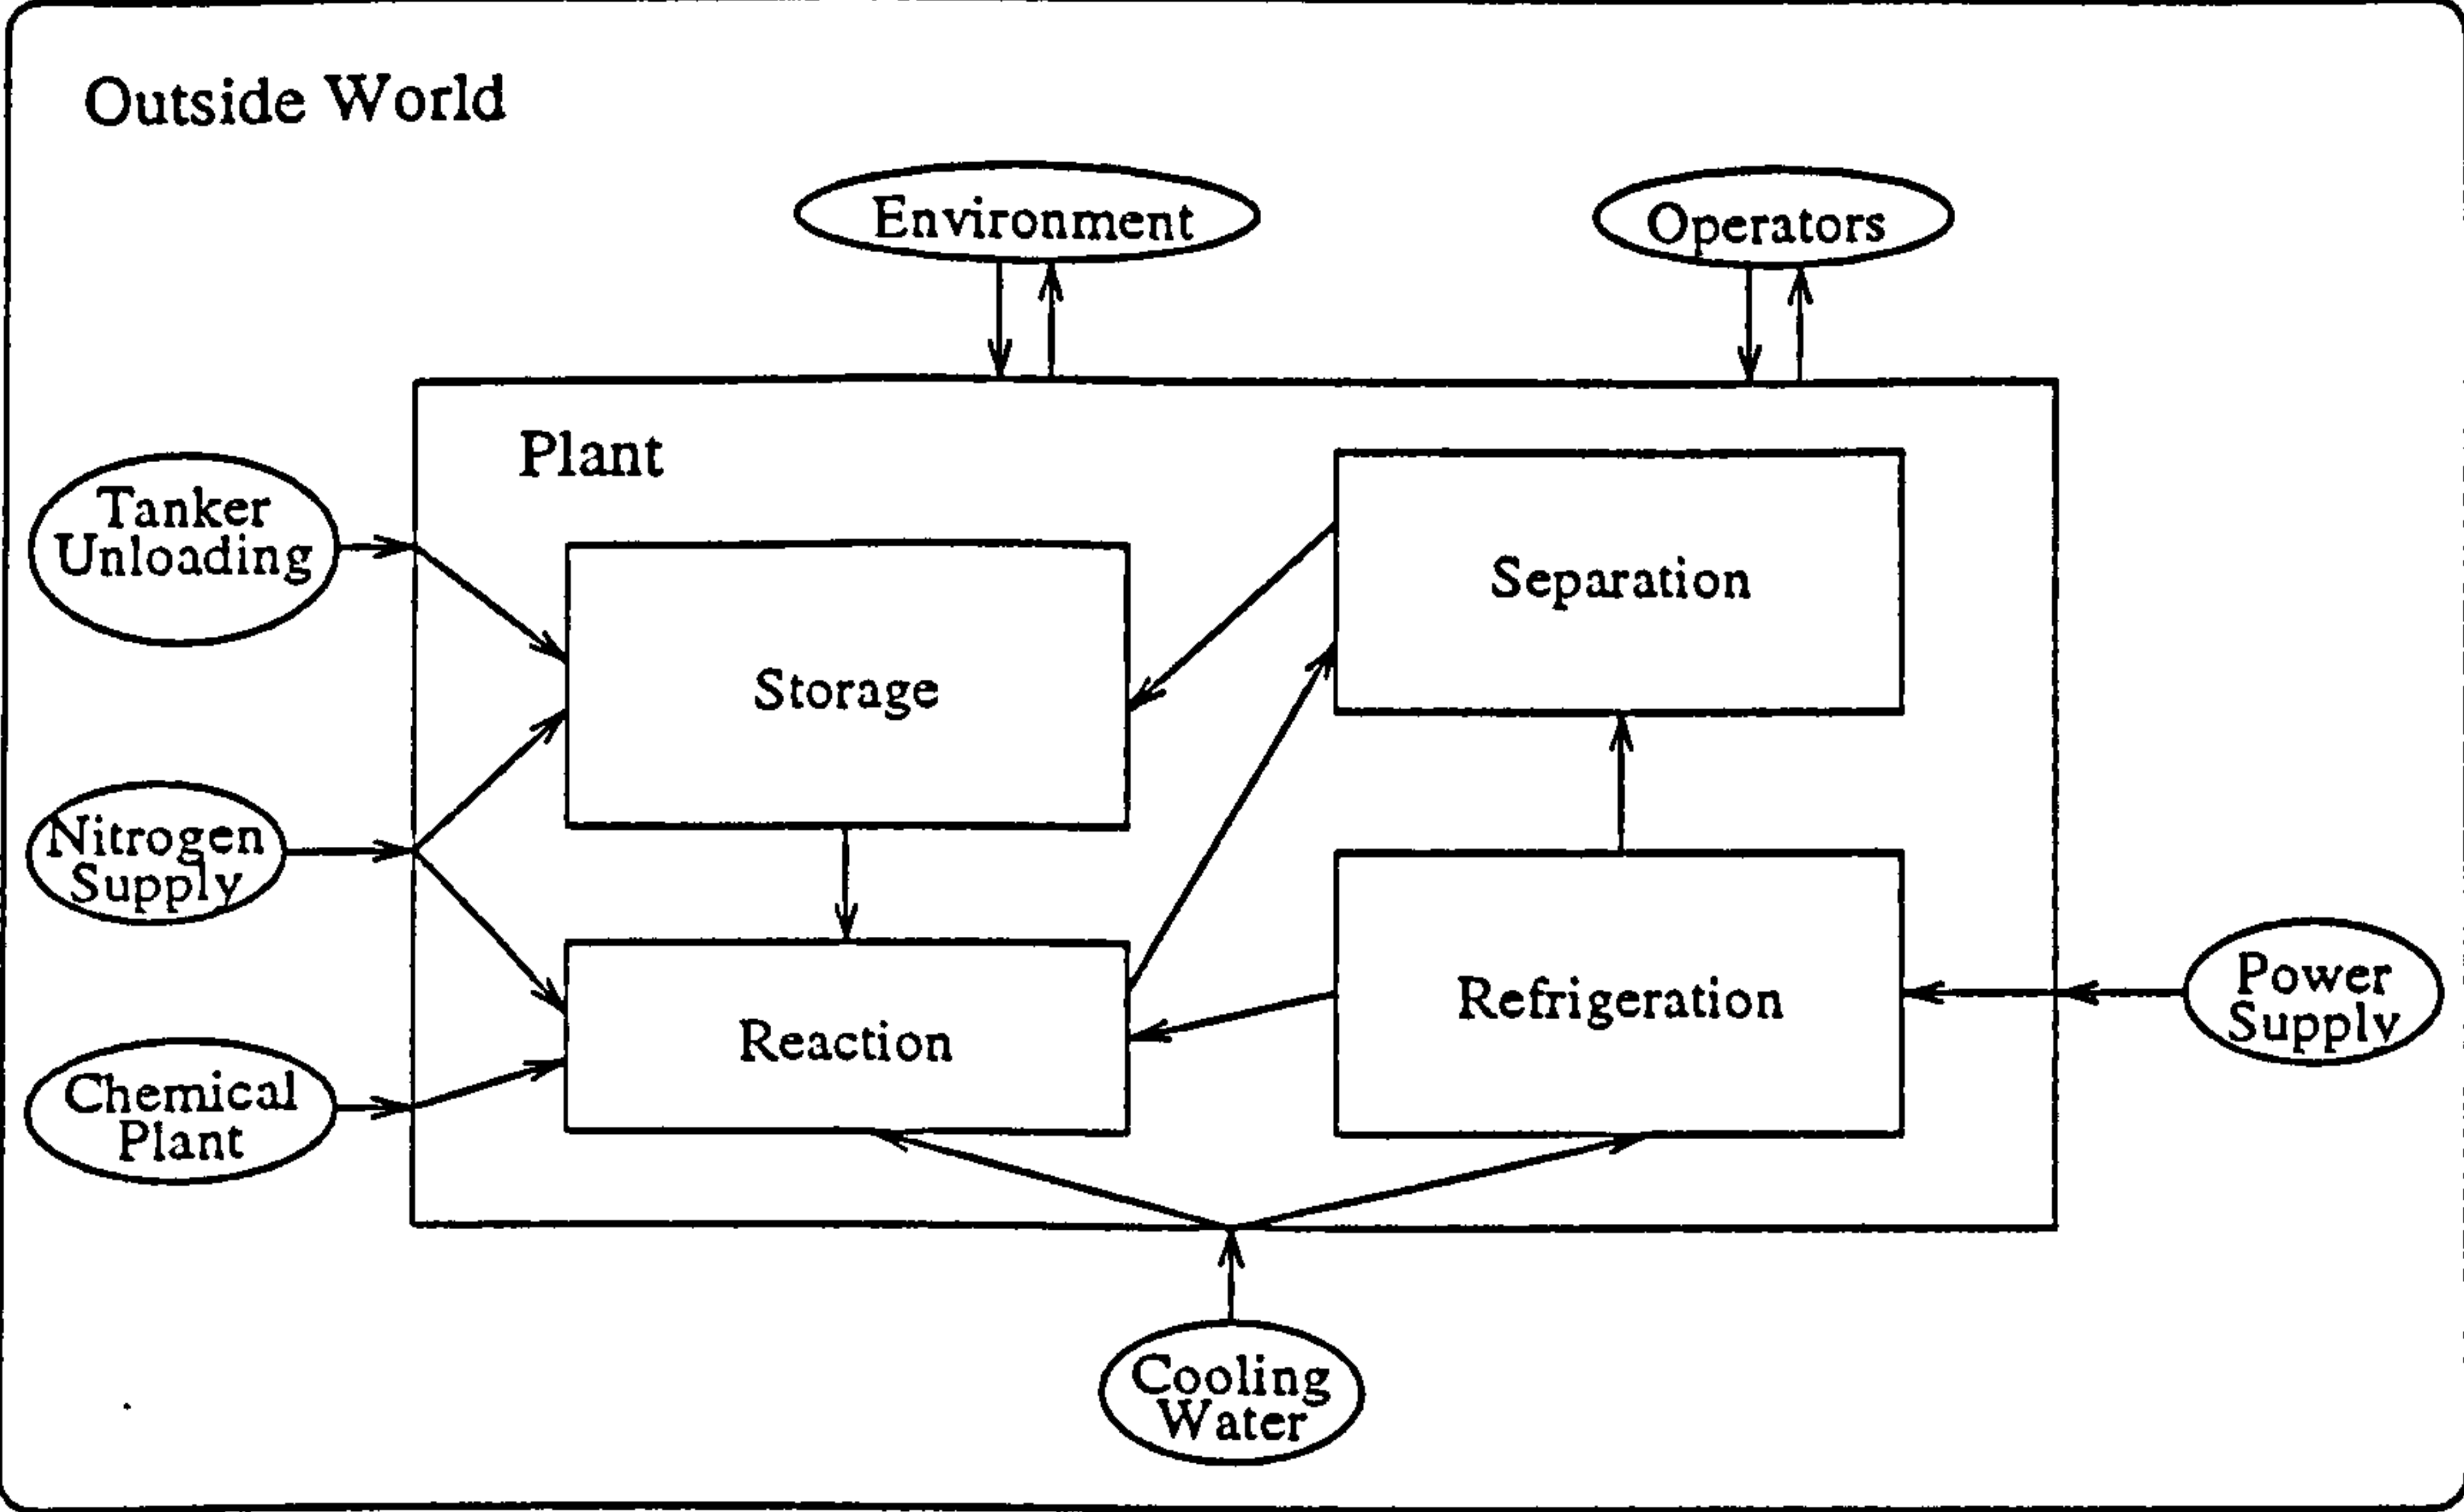 Outside World
Environment
Operators
Plant
Tanker
Unloading
Separation
Storage
Nitrogen
Supply
Refrigeration
Power
Supply
Reaction
Chemical
Plant
Cooling
Water